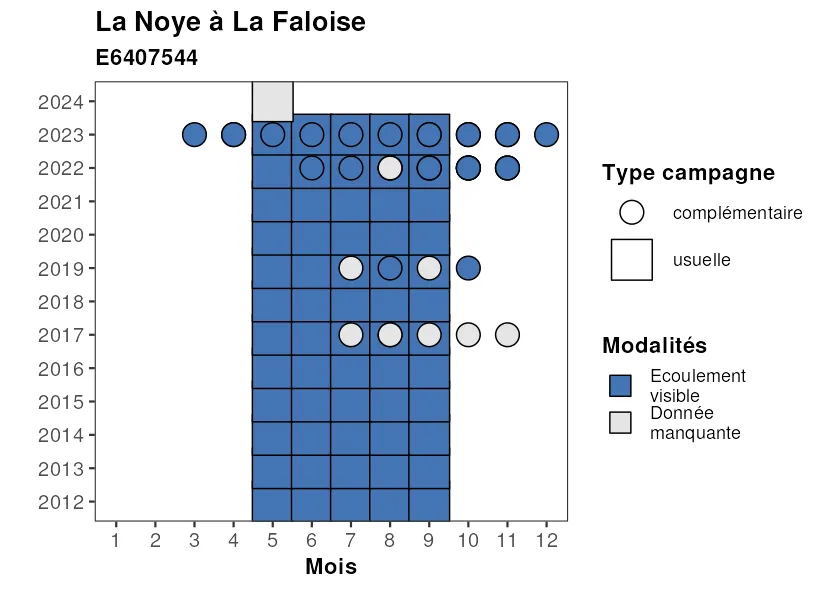 La Noye à La Faloise
E6407544
2024
2023
2022
2021
2020
2019
2018
2017
2016
2015
2014
2013
2012
1 2 3 4 5 6 7 8 9 10 11 12
Mois
Type campagne
complémentaire
usuelle
Modalités
Ecoulement
visible
Donnée
manquante